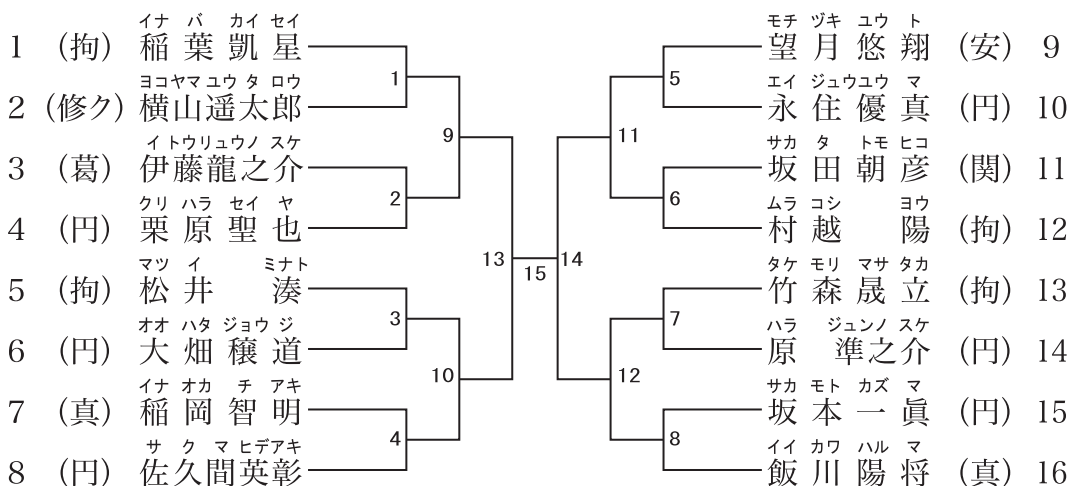 イナ バ カイ セイ
1 (拘) 稲葉凱星
ヨコヤマ ユウ タ ロウ
2 (修ク) 横山遥太郎
イトウリュウノ スケ
3 (葛) 伊藤龍之介
クリ ハラ セイ ヤ
4 (円) 栗原聖也
マツ イ ミナト
5 (拘) 松井 湊
オオ ハタ ジョウ ジ
6 (円) 大畑穣道
イナ オカ チ アキ
7 (真) 稲岡智明
サ ク マ ヒデアキ
8 (円) 佐久間英彰
1
2
3
4
9
10
13
15
14
11
12
5
6
7
8
モチ ヅキ ユウ ト
望月悠翔 (安) 9
エイ ジュウユウ マ
永住優真 (円) 10
サカ タ トモ ヒコ
坂田朝彦 (関) 11
ムラ コシ ヨウ
村越 陽 (拘) 12
タケ モリ マサ タカ
竹森晟立 (拘) 13
ハラ ジュンノ スケ
原 準之介 (円) 14
サカ モト カズ マ
坂本一眞 (円) 15
イイ カワ ハル マ
飯川陽将 (真) 16